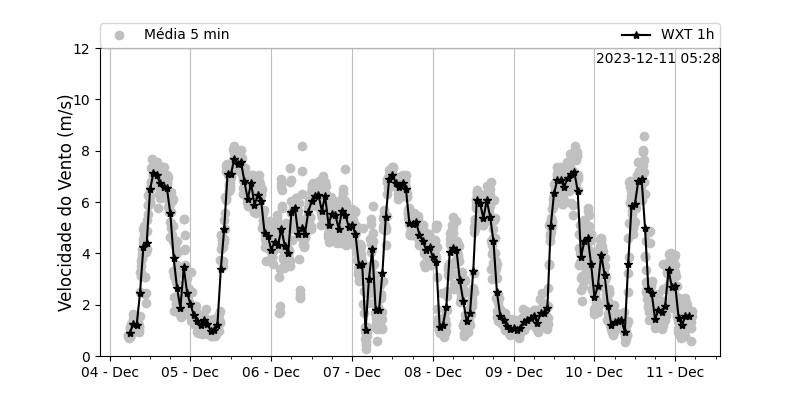 Média 5 min
WXT 1h
2023-12-11 05:28
Velocidade do Vento (m/s)
12
10
8
6
4
2
0
04 - Dec
05 - Dec
06 - Dec
07 - Dec
08 - Dec
09 - Dec
10 - Dec
11 - Dec